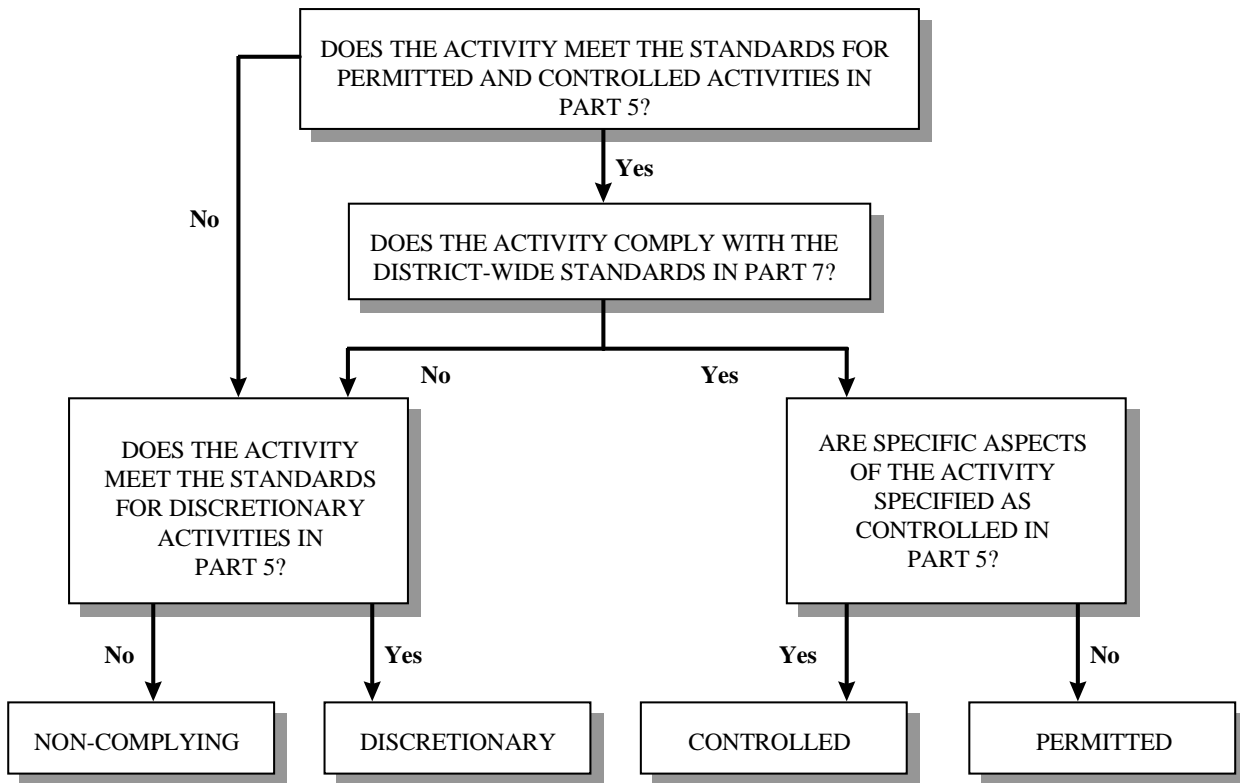 DOES THE ACTIVITY MEET THE STANDARDS FOR
PERMITTED AND CONTROLLED ACTIVITIES IN
PART 5?
Yes
No
DOES THE ACTIVITY COMPLY WITH THE
DISTRICT-WIDE STANDARDS IN PART 7?
No
Yes
DOES THE ACTIVITY
MEET THE STANDARDS
FOR DISCRETIONARY
ACTIVITIES IN
PART 5?
ARE SPECIFIC ASPECTS
OF THE ACTIVITY
SPECIFIED AS
CONTROLLED IN
PART 5?
No
Yes
Yes
No
NON-COMPLYING
DISCRETIONARY
CONTROLLED
PERMITTED